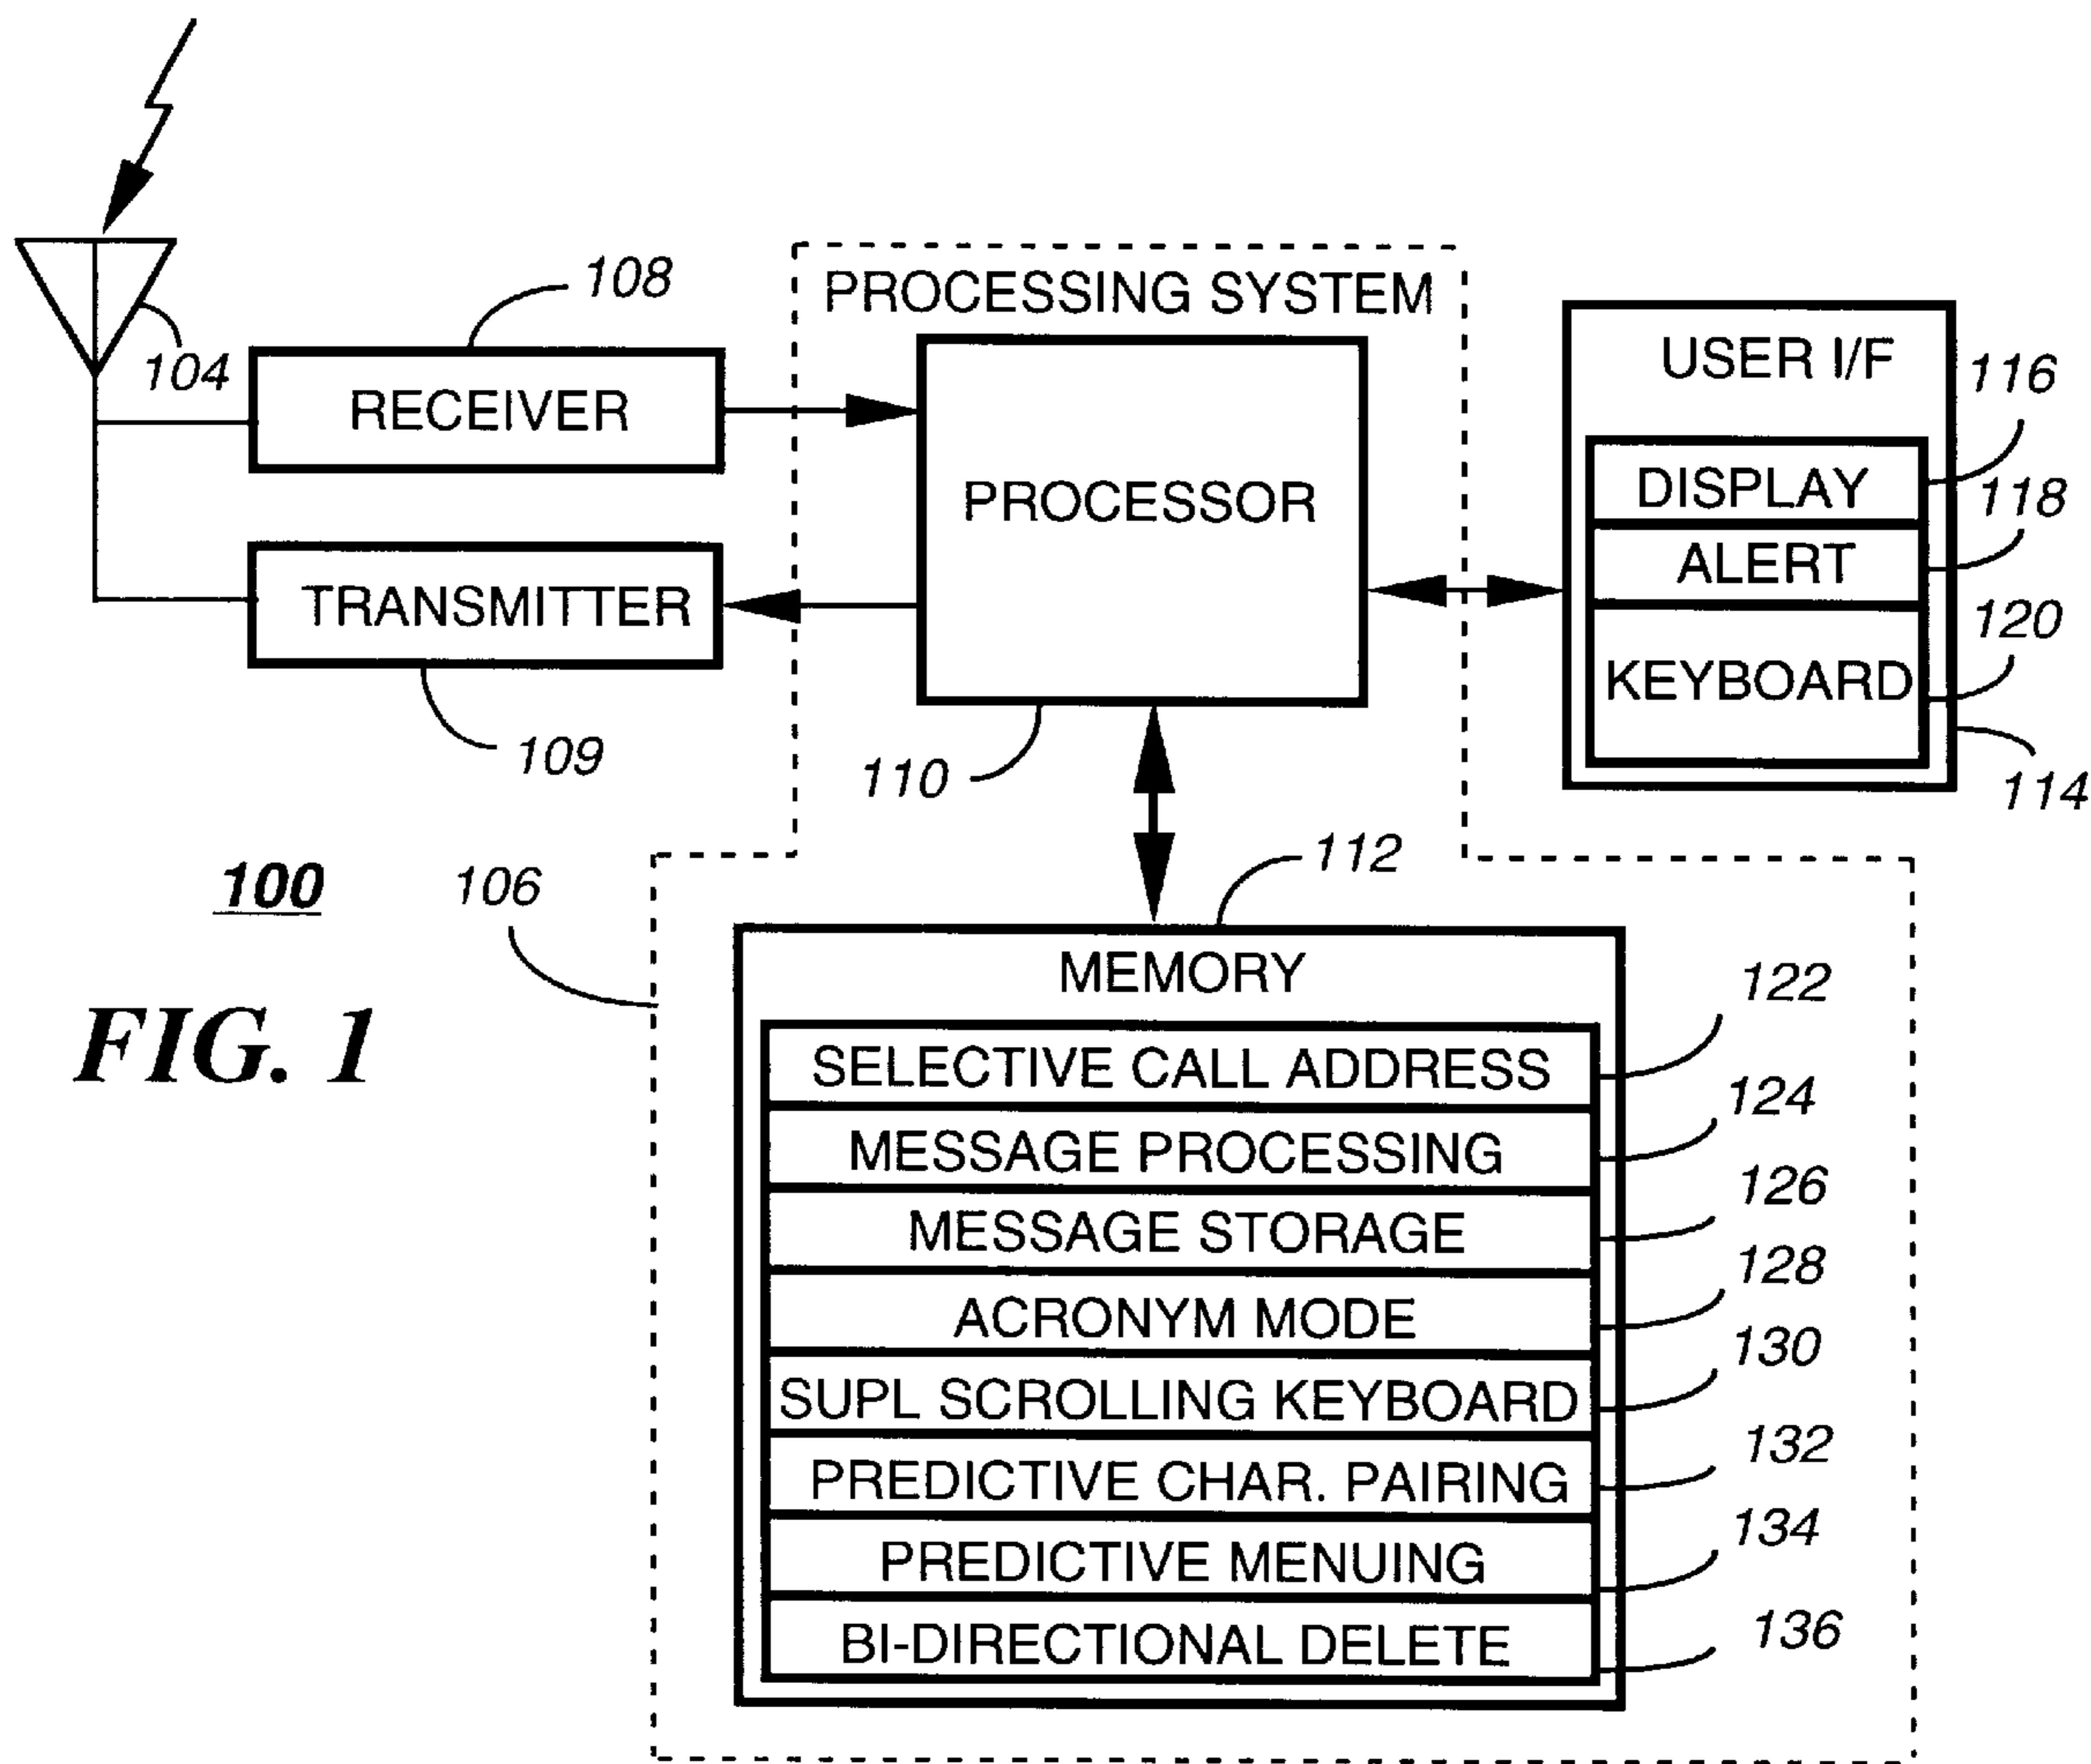 108
PROCESSING SYSTEM
USER I/F
104
116
RECEIVER
PROCESSOR
DISPLAY
118
ALERT
TRANSMITTER
120
KEYBOARD
109
110
114
112
100
106
MEMORY
122
FIG. 1
SELECTIVE CALL ADDRESS
124
MESSAGE PROCESSING
126
MESSAGE STORAGE
128
ACRONYM MODE
130
SUPL SCROLLING KEYBOARD
132
PREDICTIVE CHAR. PAIRING
134
PREDICTIVE MENUING
136
BI-DIRECTIONAL DELETE